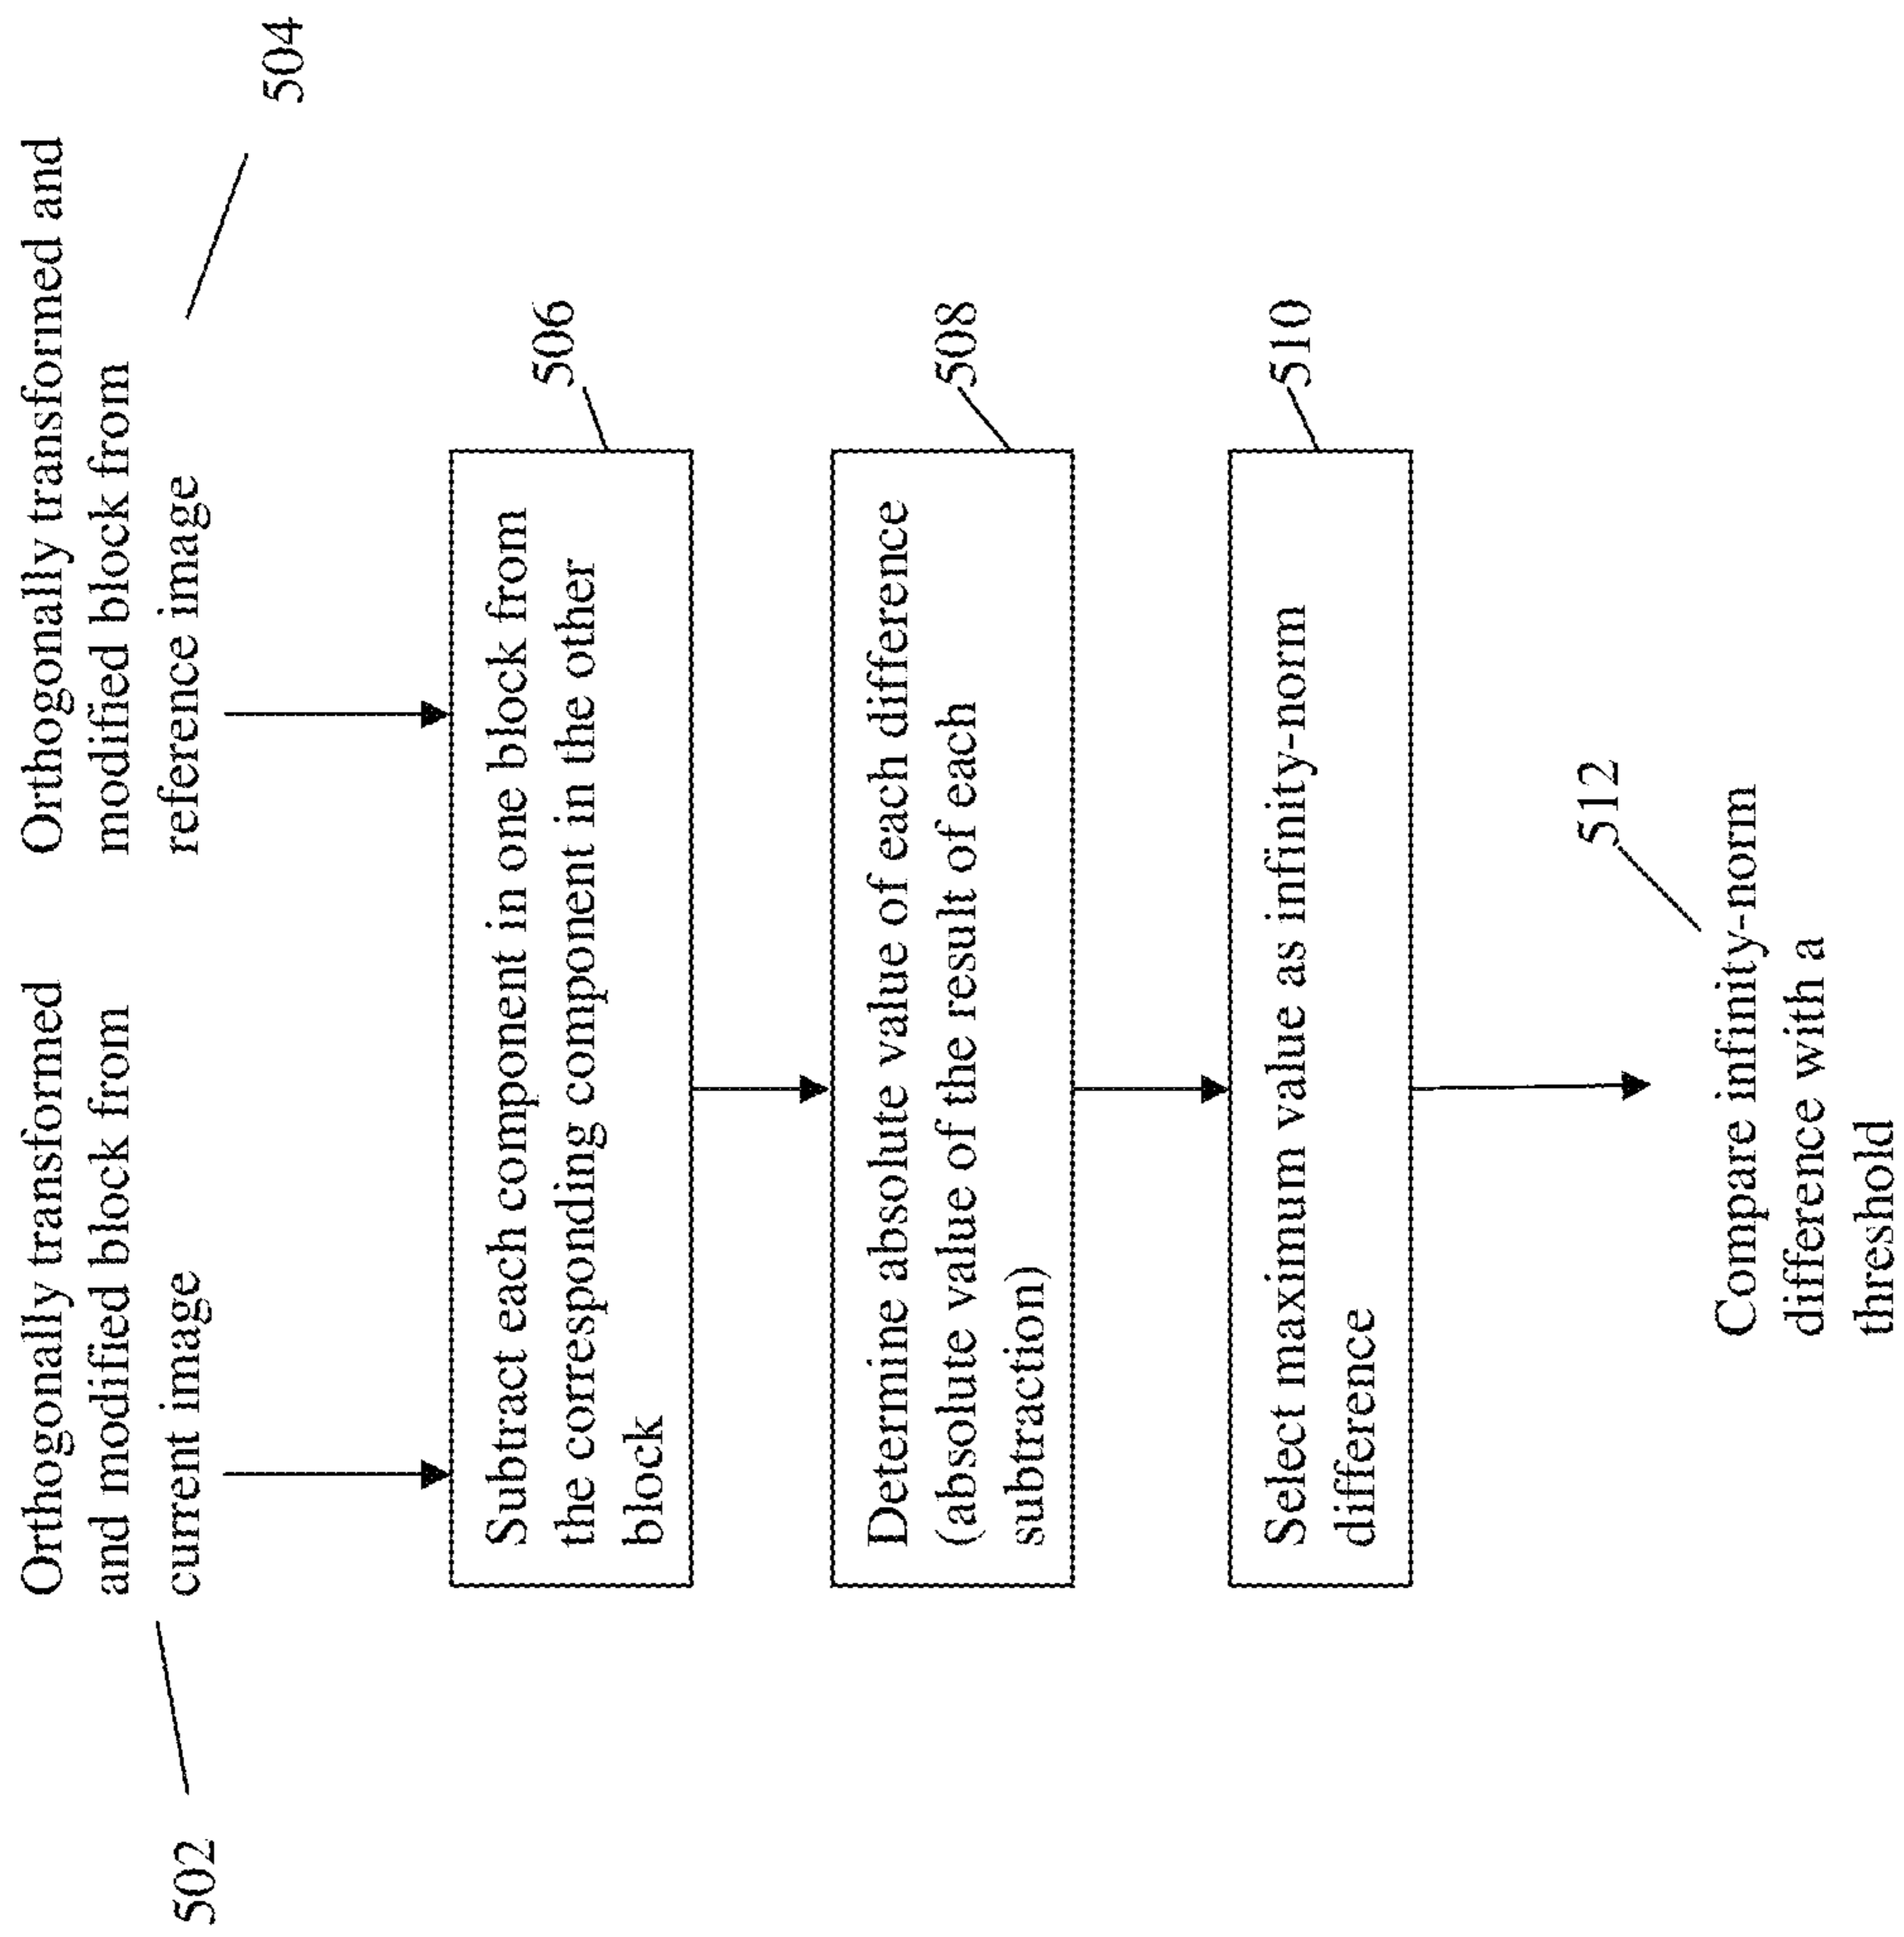 Orthogonally transformed
and modified block from
current image
502
Orthogonally transformed and
modified block from
reference image
504
Subtract each component in one block from
the corresponding component in the other
block
506
Determine absolute value of each difference
(absolute value of the result of each
subtraction)
508
Select maximum value as infinity-norm
difference
510
512
Compare infinity-norm
difference with a
threshold